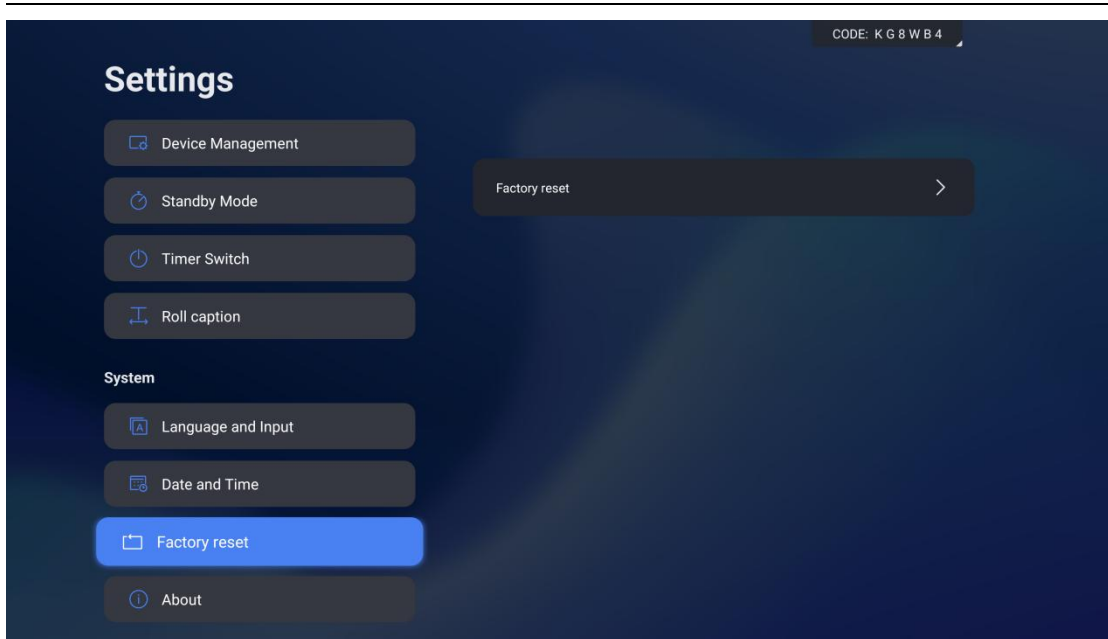 CODE: K G 8 W B 4
Settings
Device Management
Standby Mode
Timer Switch
Roll caption
System
Language and Input
Date and Time
Factory reset
About
Factory reset